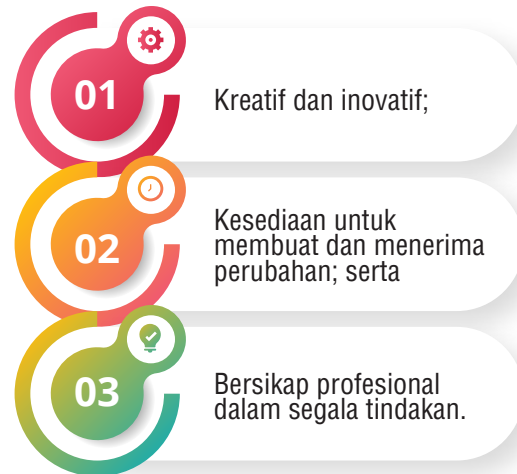 01
Kreatif dan inovatif;
02
Kesediaan untuk
membuat dan menerima
perubahan; serta
03
Bersikap profesional
dalam segala tindakan.